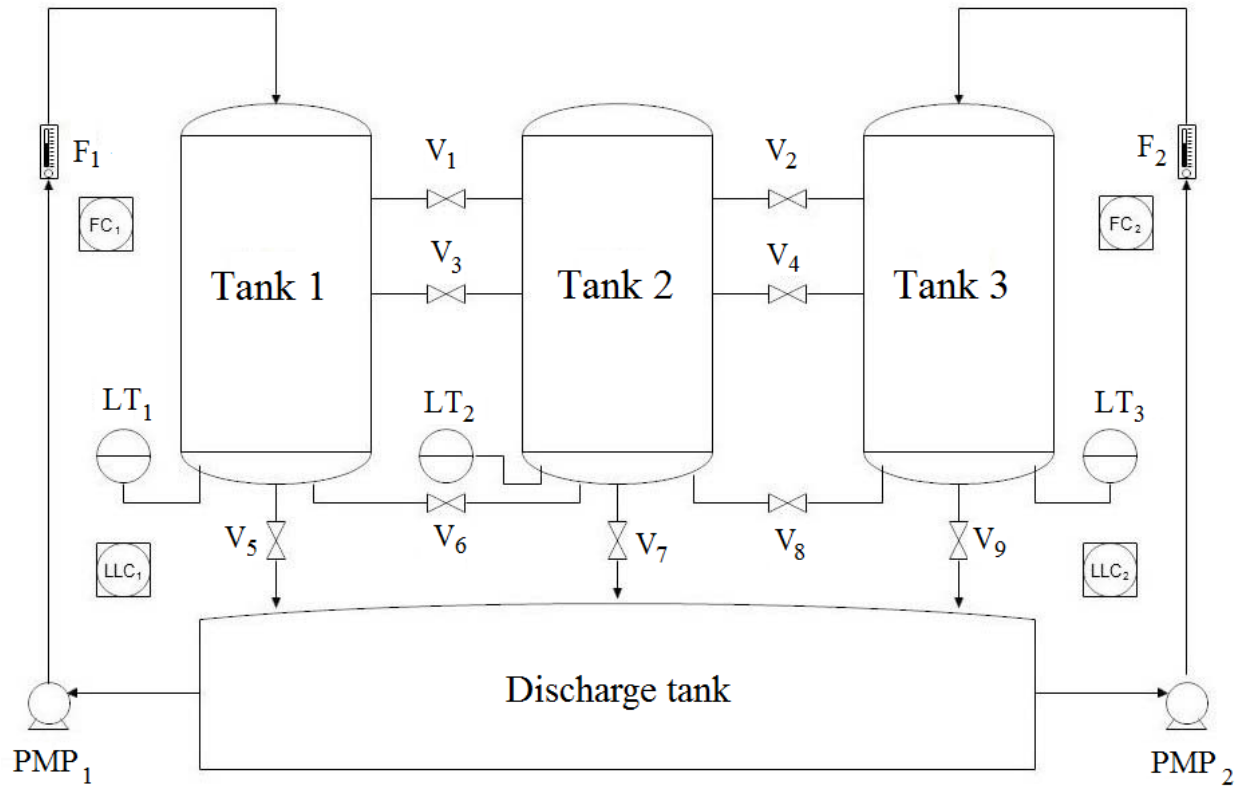 F₁
F₂
V₁
V₂
FC₁
FC₂
V₃
V₄
Tank 1
Tank 2
Tank 3
LT₁
LT₂
LT₃
V₅
V₆
V₇
V₈
V₉
LLC₁
LLC₂
Discharge tank
PMP₁
PMP₂